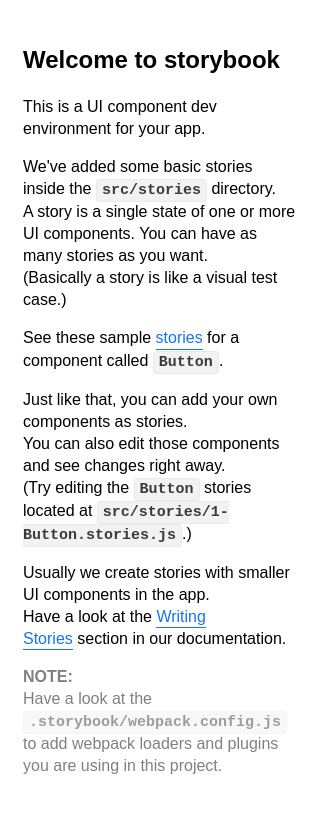 Welcome to storybook
This is a UI component dev
environment for your app.
We've added some basic stories
inside the src/stories directory.
A story is a single state of one or more
UI components. You can have as
many stories as you want.
(Basically a story is like a visual test
case.)
See these sample stories for a
component called Button.
Just like that, you can add your own
components as stories.
You can also edit those components
and see changes right away.
(Try editing the Button stories
located at src/stories/1-
Button.stories.js.)
Usually we create stories with smaller
UI components in the app.
Have a look at the Writing
Stories section in our documentation.
NOTE:
Have a look at the
.storybook/webpack.config.js
to add webpack loaders and plugins
you are using in this project.